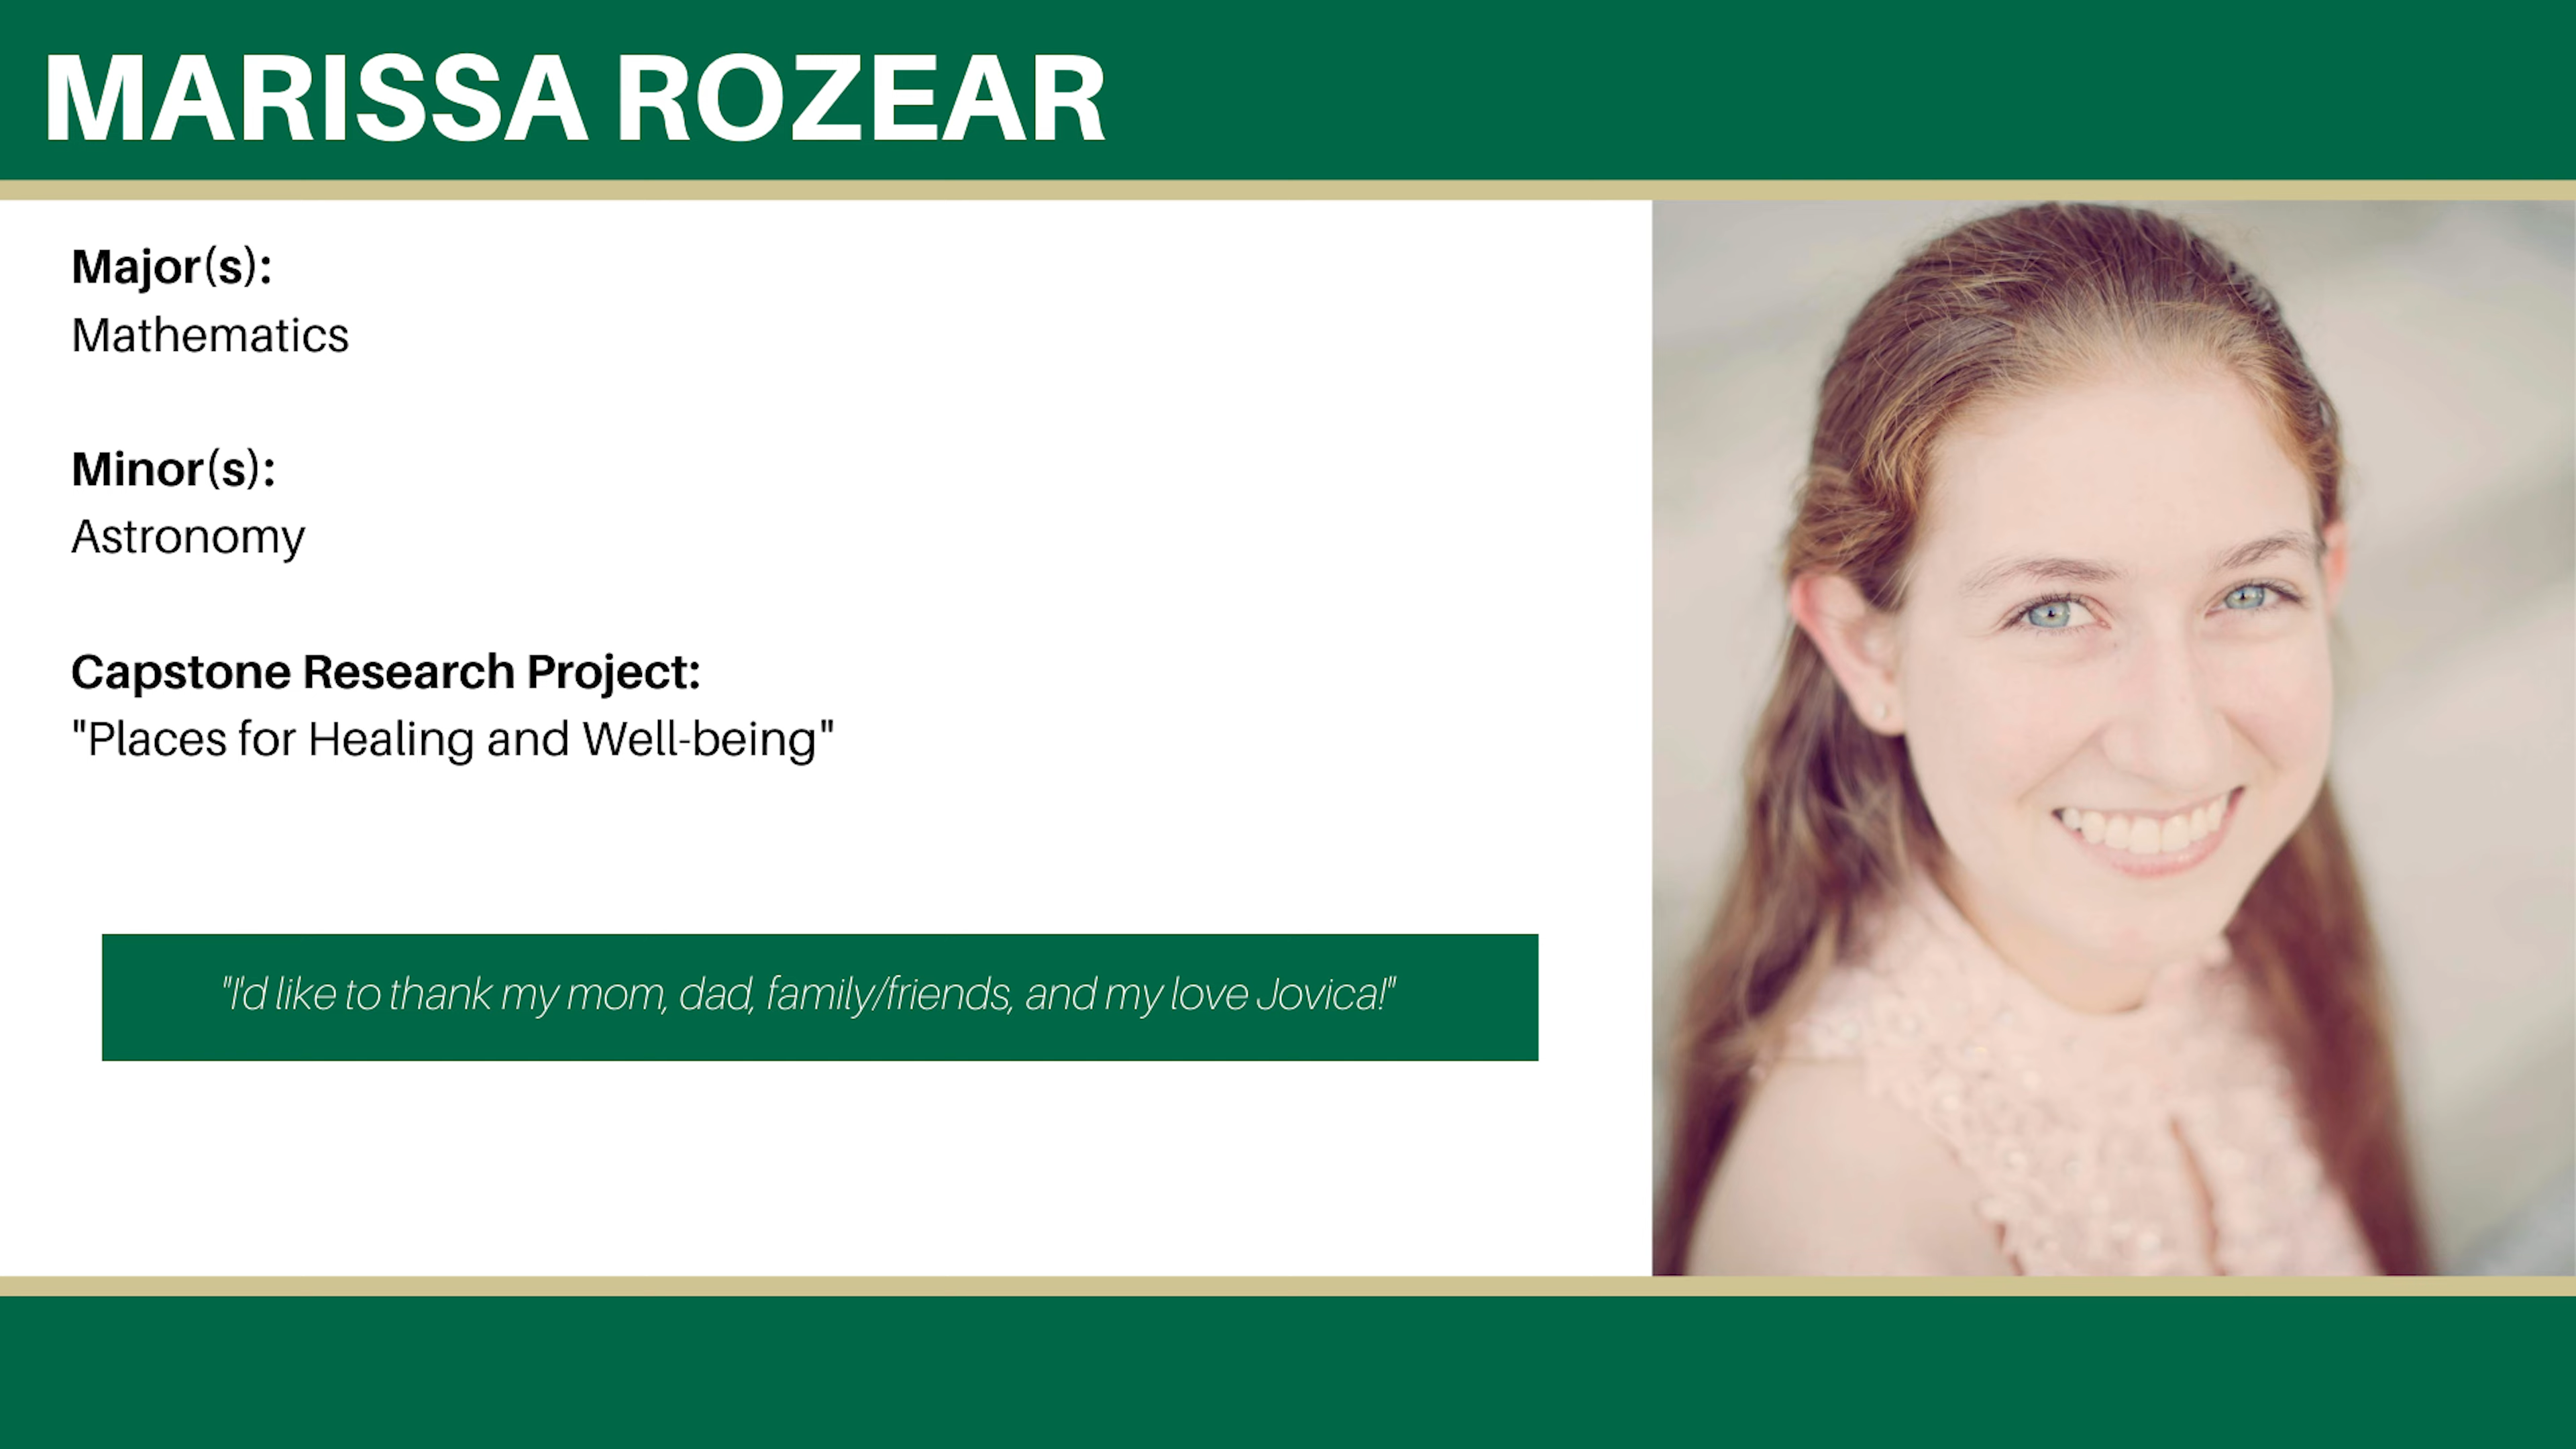 MARISSA ROZEAR
Major(s):
Mathematics
Minor(s):
Astronomy
Capstone Research Project:
"Places for Healing and Well-being"
"I'd like to thank my mom, dad, family/friends, and my love Jovica!"